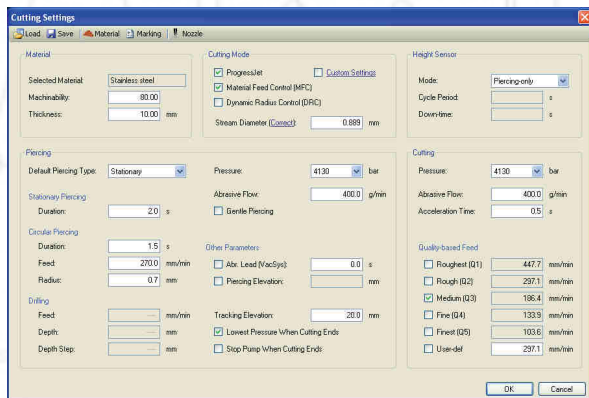 Cutting Settings
Load Save Material Marking Nozzle
Material
Selected Material: Stainless steel
Machinability: 80.00
Thickness: 10.00 mm
Cutting Mode
ProgressJet Custom Settings
Material Feed Control (MFC)
Dynamic Radius Control (DRC)
Stream Diameter (Correct): 0.889 mm
Height Sensor
Mode: Piercing-only
Cycle Period: s
Down-time: s
Piercing
Default Piercing Type: Stationary
Stationary Piercing
Duration: 2.0 s
Circular Piercing
Duration: 1.5 s
Feed: 270.0 mm/min
Radius: 0.7 mm
Drilling
Feed: --- mm/min
Depth: --- mm
Depth Step: --- mm
Pressure: 4130 bar
Abrasive Flow: 400.0 g/min
Gentle Piercing
Other Parameters
Abr. Lead (VacSys): 0.0 s
Piercing Elevation: mm
Tracking Elevation: 20.0 mm
Lowest Pressure When Cutting Ends
Stop Pump When Cutting Ends
Cutting
Pressure: 4130 bar
Abrasive Flow: 400.0 g/min
Acceleration Time: 0.5 s
Quality-based Feed
Roughest (Q1) 447.7 mm/min
Rough (Q2) 297.1 mm/min
Medium (Q3) 186.4 mm/min
Fine (Q4) 133.9 mm/min
Finest (Q5) 103.6 mm/min
User-def 297.1 mm/min
OK Cancel